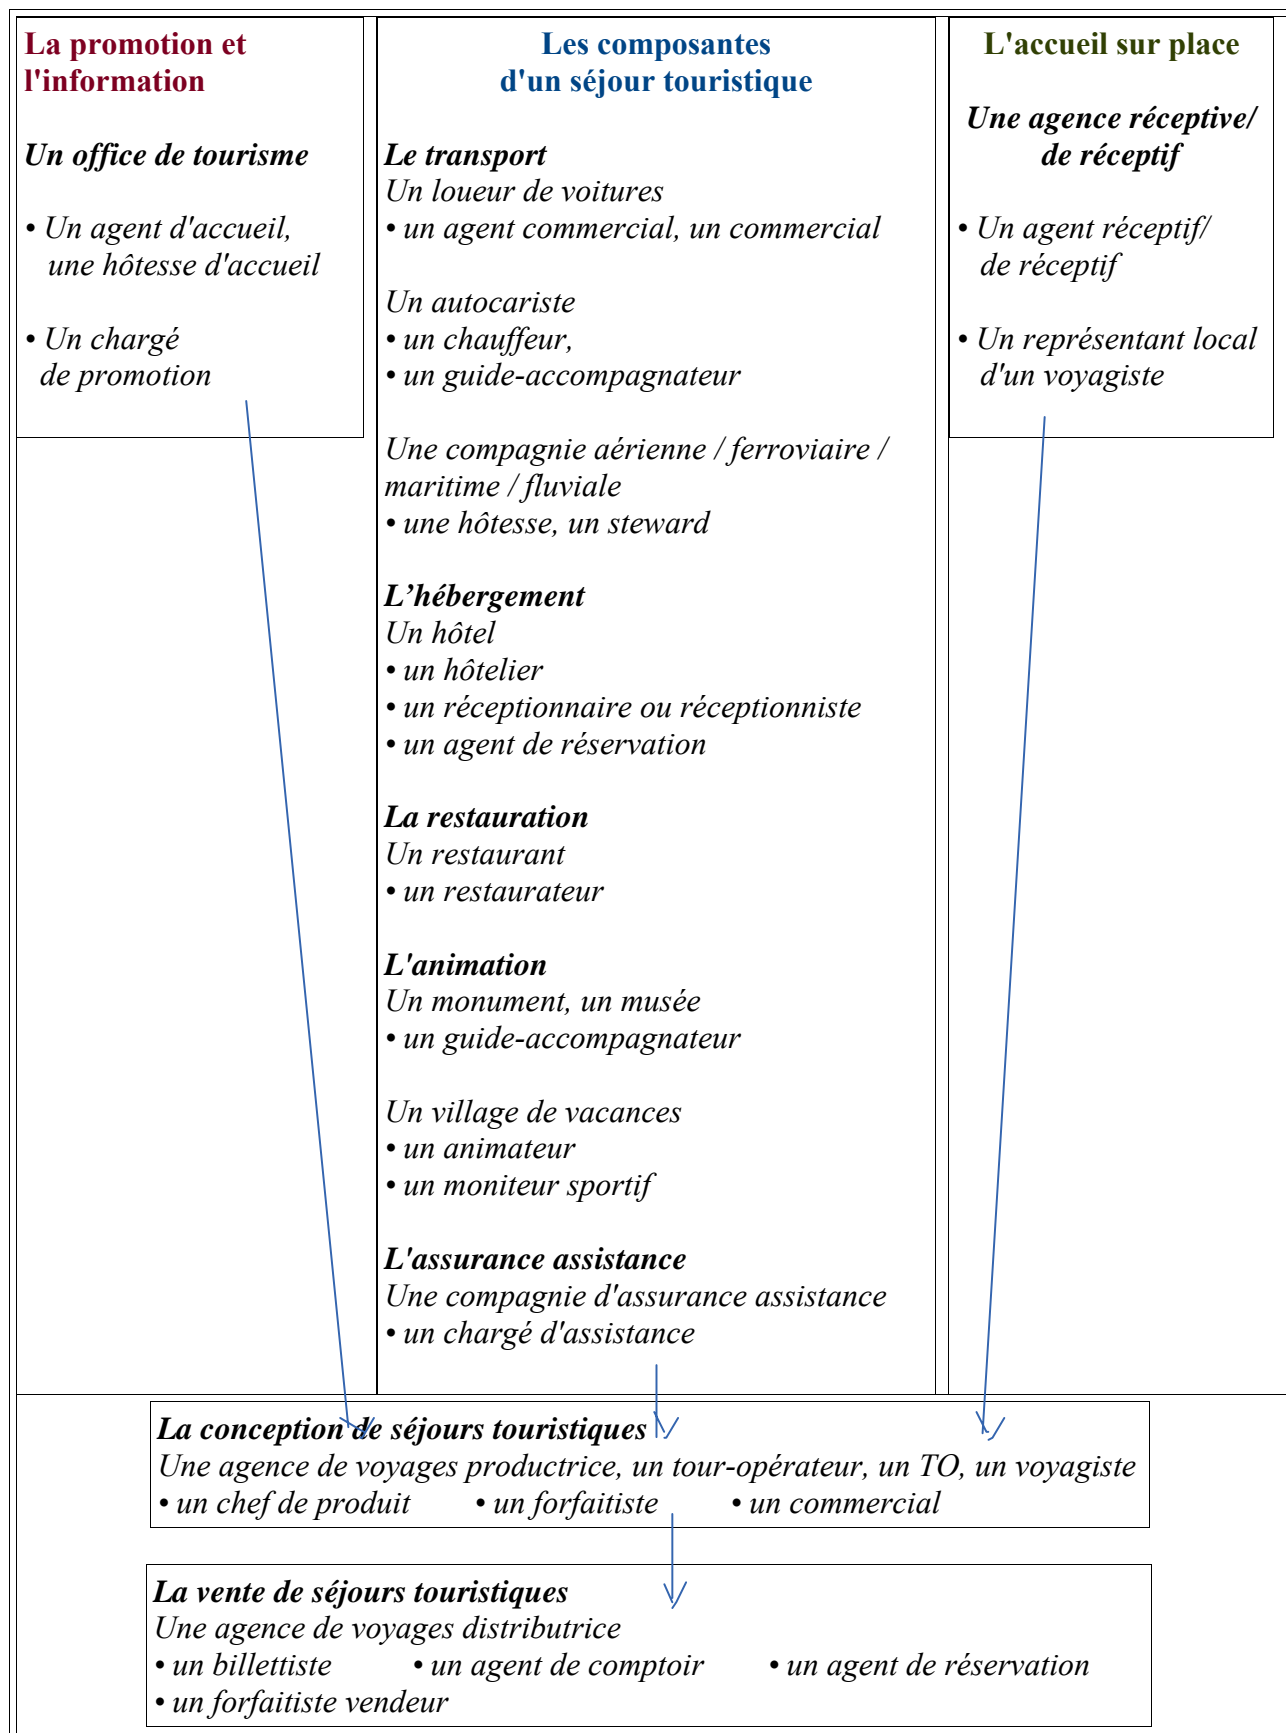 La promotion et
l'information
Un office de tourisme
• Un agent d'accueil,
une hôtesse d'accueil
• Un chargé
de promotion
Les composantes
d'un séjour touristique
Le transport
Un loueur de voitures
• un agent commercial, un commercial
Un autocariste
• un chauffeur,
• un guide-accompagnateur
Une compagnie aérienne / ferroviaire /
maritime / fluviale
• une hôtesse, un steward
L’hébergement
Un hôtel
• un hôtelier
• un réceptionnaire ou réceptionniste
• un agent de réservation
La restauration
Un restaurant
• un restaurateur
L'animation
Un monument, un musée
• un guide-accompagnateur
Un village de vacances
• un animateur
• un moniteur sportif
L'assurance assistance
Une compagnie d'assurance assistance
• un chargé d'assistance
L'accueil sur place
Une agence réceptive/
de réceptif
• Un agent réceptif/
de réceptif
• Un représentant local
d'un voyagiste
La conception de séjours touristiques
Une agence de voyages productrice, un tour-opérateur, un TO, un voyagiste
• un chef de produit • un forfaitiste • un commercial
La vente de séjours touristiques
Une agence de voyages distributrice
• un billettiste • un agent de comptoir • un agent de réservation
• un forfaitiste vendeur